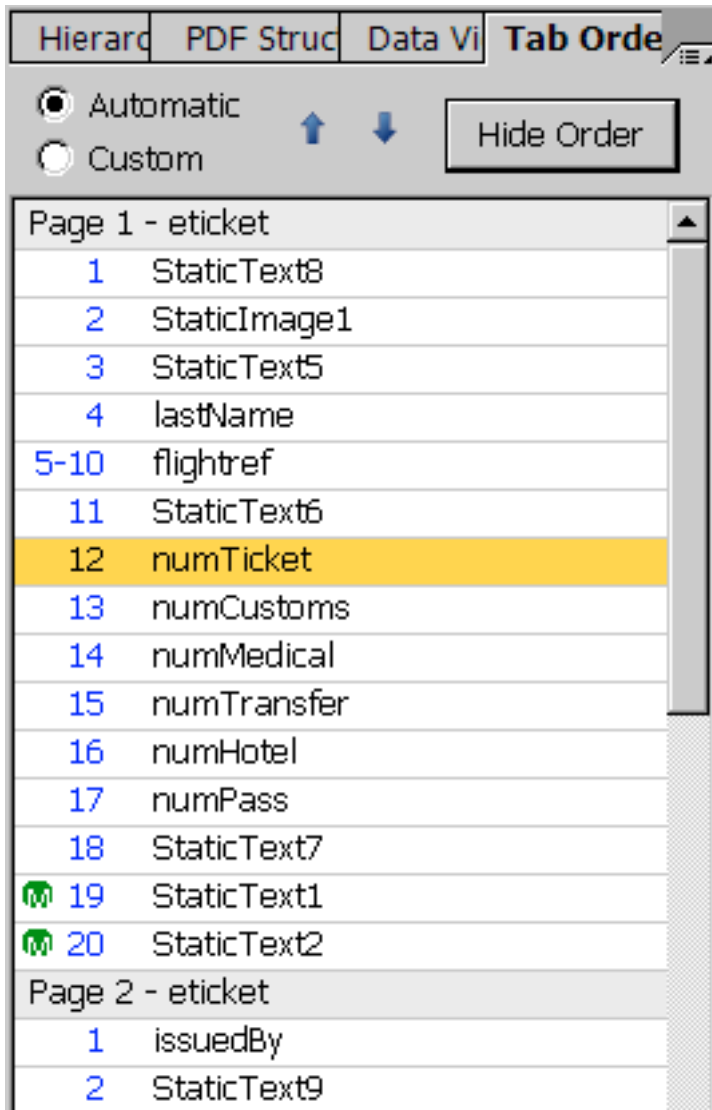 Hierarc PDF Struc Data Vi Tab Orde
Automatic
Custom
Hide Order
Page 1 - eticket
1 StaticText8
2 StaticImage1
3 StaticText5
4 lastName
5-10 flightref
11 StaticText6
12 numTicket
13 numCustoms
14 numMedical
15 numTransfer
16 numHotel
17 numPass
18 StaticText7
M 19 StaticText1
M 20 StaticText2
Page 2 - eticket
1 issuedBy
2 StaticText9